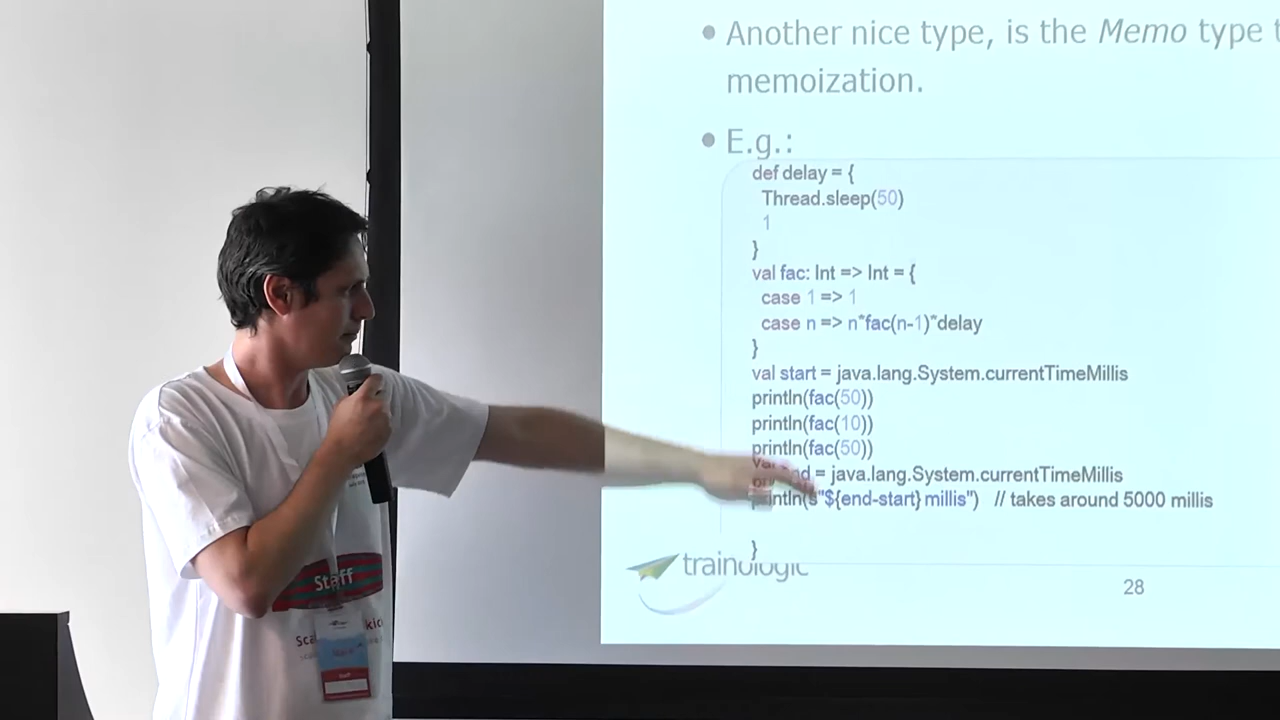 • Another nice type, is the Memo type
memoization.
• E.g.:
def delay = {
Thread.sleep(50)
1
}
val fac: Int => Int = {
case 1 => 1
case n => n*fac(n-1)*delay
}
val start = java.lang.System.currentTimeMillis
println(fac(50))
println(fac(10))
println(fac(50))
= java.lang.System.currentTimeMillis
println(s"${end-start} millis") // takes around 5000 millis
}
trainologic
28
Staff